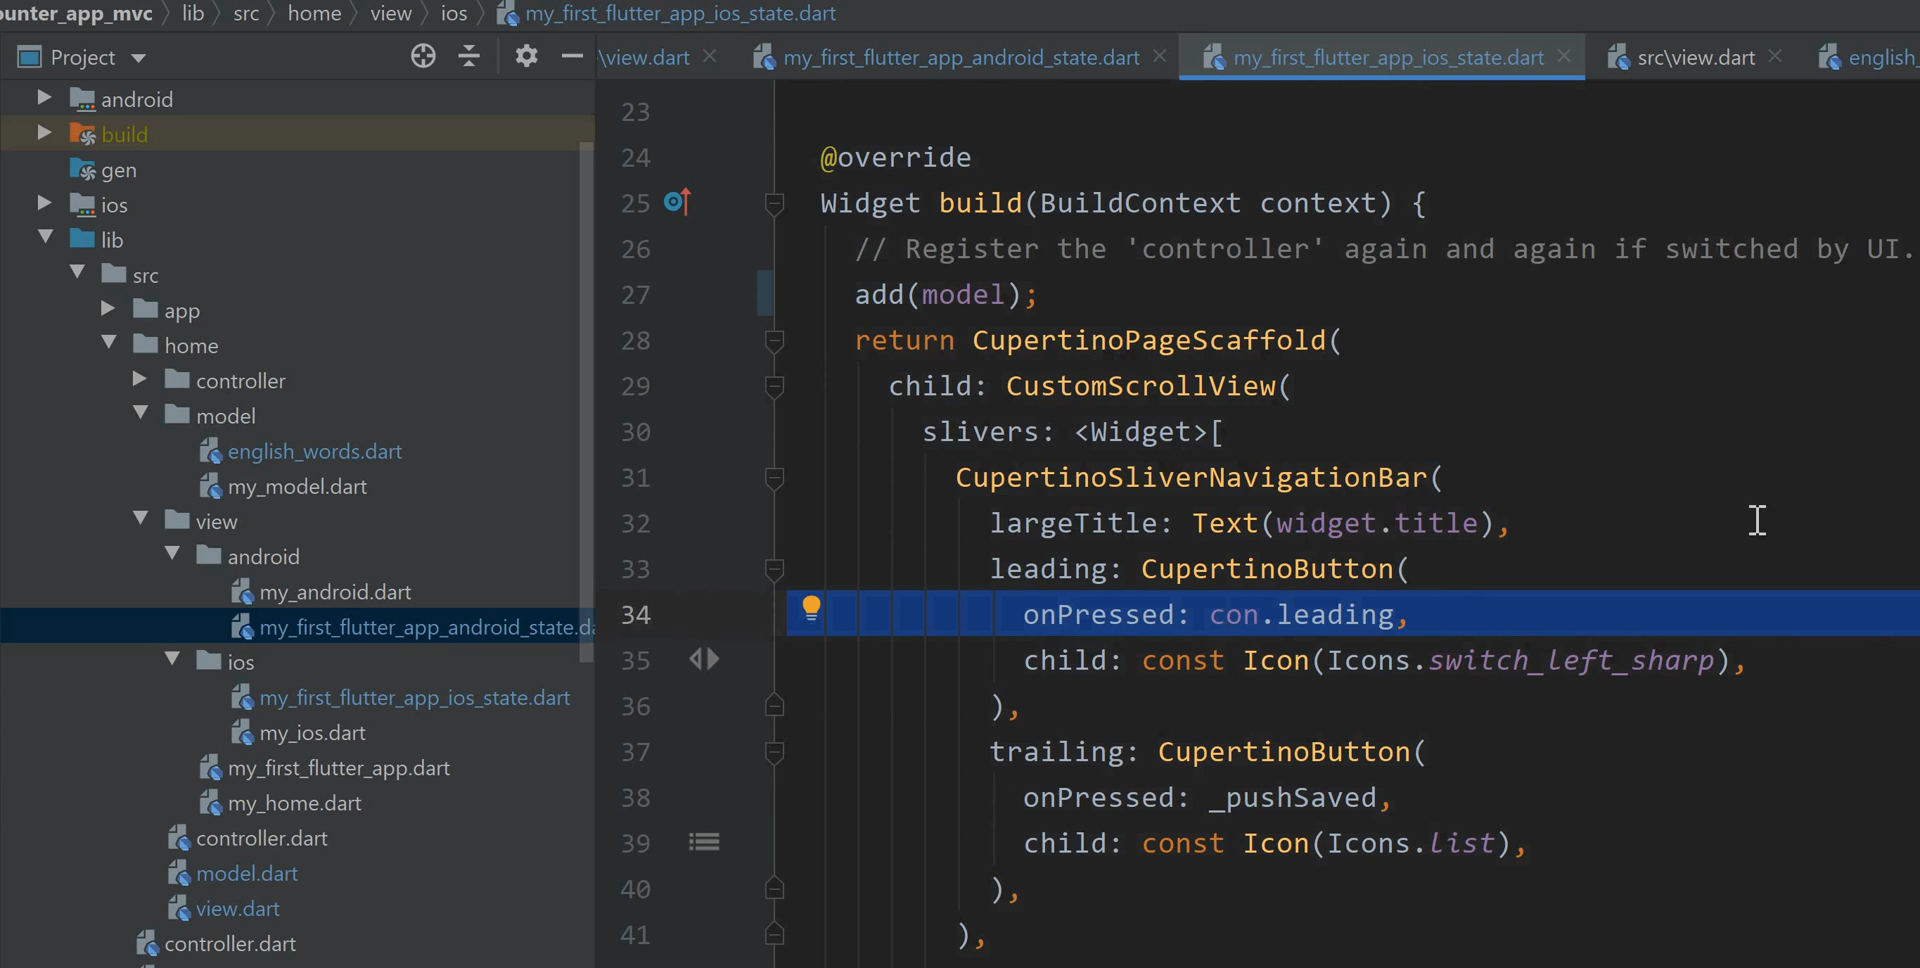 ounter_app_mvc lib src home view ios my_first_flutter_app_ios_state.dart
Project
\view.dart my_first_flutter_app_android_state.dart my_first_flutter_app_ios_state.dart src\view.dart english_
android
build
gen
ios
lib
src
app
home
controller
model
english_words.dart
my_model.dart
view
android
my_android.dart
my_first_flutter_app_android_state.da
ios
my_first_flutter_app_ios_state.dart
my_ios.dart
my_first_flutter_app.dart
my_home.dart
controller.dart
model.dart
view.dart
controller.dart
23
24 @override
25 Widget build(BuildContext context) {
26 // Register the 'controller' again and again if switched by UI.
27 add(model);
28 return CupertinoPageScaffold(
29 child: CustomScrollView(
30 slivers: <Widget>[
31 CupertinoSliverNavigationBar(
32 largeTitle: Text(widget.title),
33 leading: CupertinoButton(
34 onPressed: con.leading,
35 child: const Icon(Icons.switch_left_sharp),
36 ),
37 trailing: CupertinoButton(
38 onPressed: _pushSaved,
39 child: const Icon(Icons.list),
40 ),
41 ),